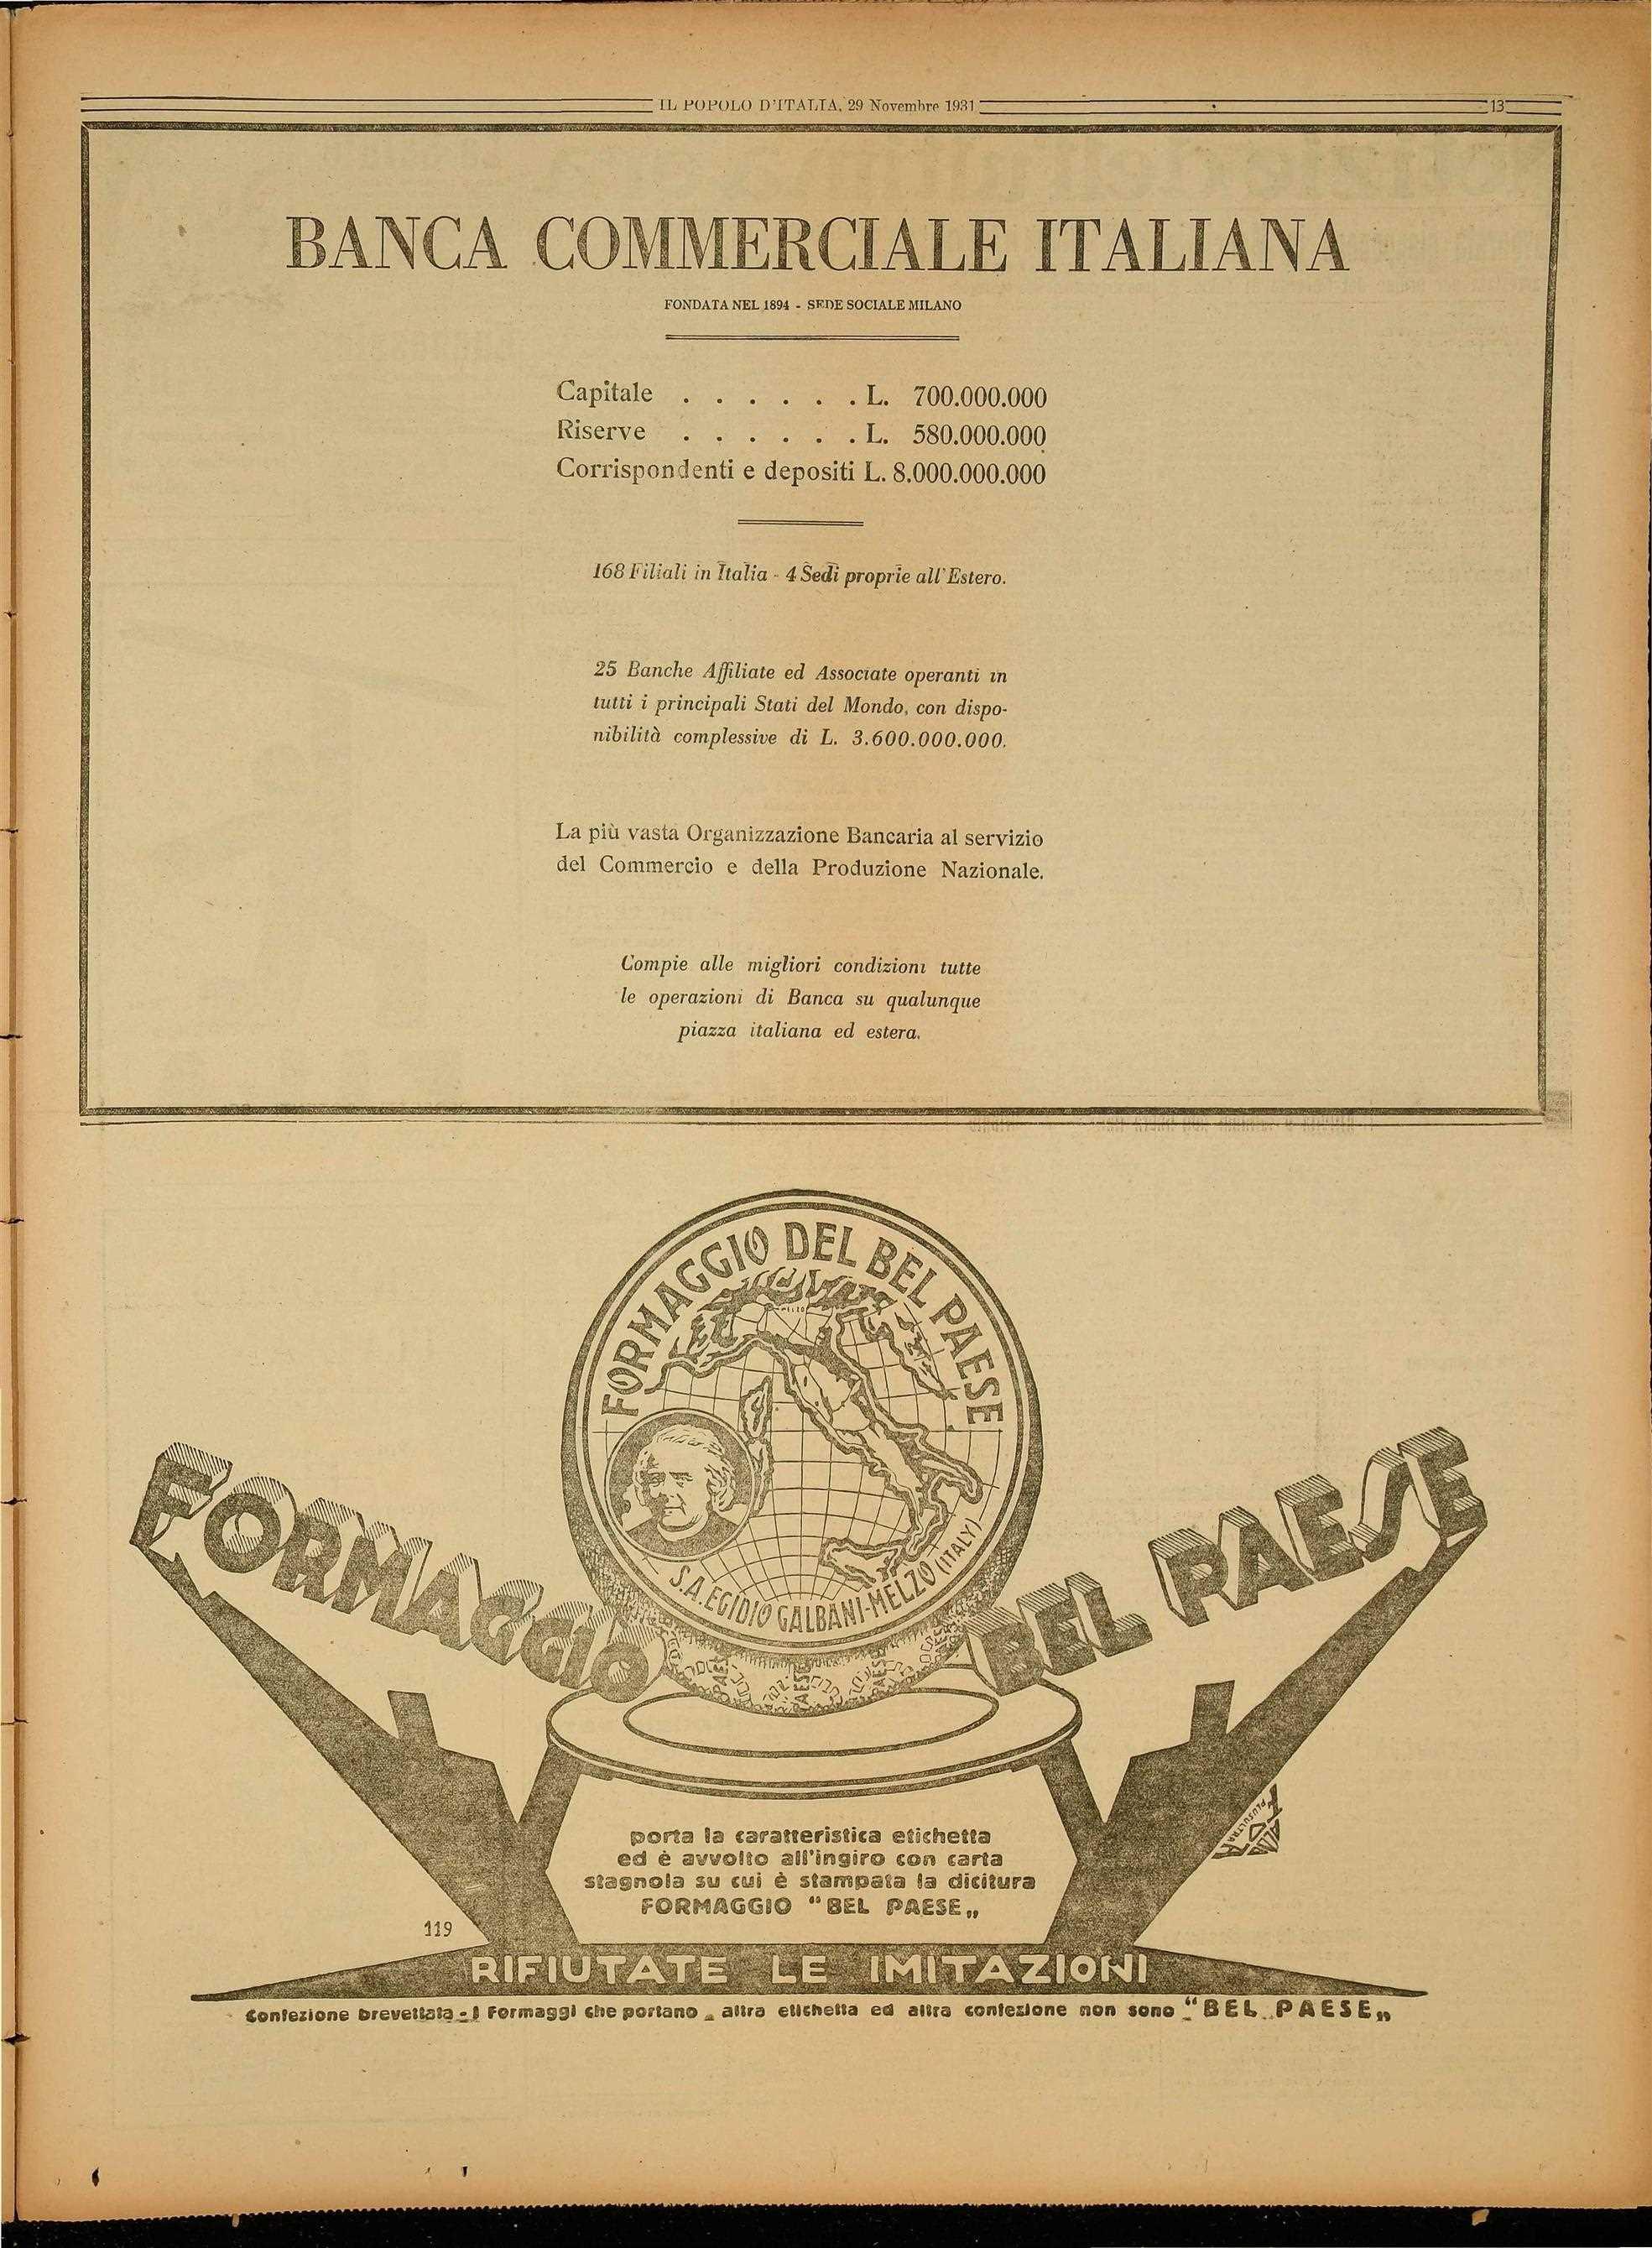 IL POPOLO D'ITALIA, 29 Novembre 1931
13
BANCA COMMERCIALE ITALIANA
FONDATA NEL 1894 - SEDE SOCIALE MILANO
Capitale . . . . . . L. 700.000.000
Riserve . . . . . . L. 580.000.000
Corrispondenti e depositi L. 8.000.000.000
168 Filiali in Italia - 4 Sedi proprie all'Estero.
25 Banche Affiliate ed Associate operanti in
tutti i principali Stati del Mondo, con dispo-
nibilità complessive di L. 3.600.000.000.
La più vasta Organizzazione Bancaria al servizio
del Commercio e della Produzione Nazionale.
Compie alle migliori condizioni tutte
le operazioni di Banca su qualunque
piazza italiana ed estera.
FORMAGGIO DEL BEL PAESE
S.A. EGIDIO GALBANI-MELZO (ITALY)
FORMAGGIO BEL PAESE
PAESE
PAESE
PAESE
porta la caratteristica etichetta
ed è avvolto all'ingiro con carta
stagnola su cui è stampata la dicitura
FORMAGGIO "BEL PAESE„
119
RIFIUTATE LE IMITAZIONI
Confezione brevettata - I Formaggi che portano altra etichetta ed altra confezione non sono "BEL PAESE„